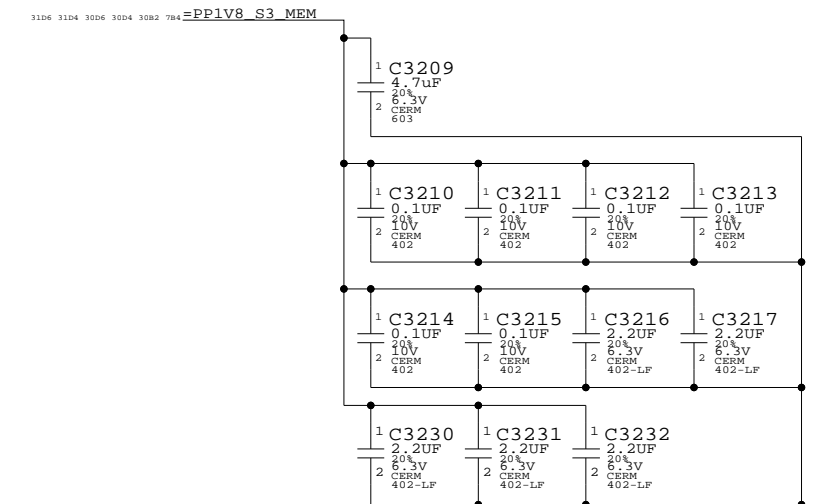 31D6 31D4 30D6 30D4 30B2 7B4 =PP1V8_S3_MEM
1 C3209
4.7uF
20%
6.3V
2 CERM
603
1 C3210 1 C3211 1 C3212 1 C3213
0.1UF 0.1UF 0.1UF 0.1UF
20% 20% 20% 20%
10V 10V 10V 10V
2 CERM 2 CERM 2 CERM 2 CERM
402 402 402 402
1 C3214 1 C3215 1 C3216 1 C3217
0.1UF 0.1UF 2.2UF 2.2UF
20% 20% 20% 20%
10V 10V 6.3V 6.3V
2 CERM 2 CERM 2 CERM 2 CERM
402 402 402-LF 402-LF
1 C3230 1 C3231 1 C3232
2.2UF 2.2UF 2.2UF
20% 20% 20%
6.3V 6.3V 6.3V
2 CERM 2 CERM 2 CERM
402-LF 402-LF 402-LF